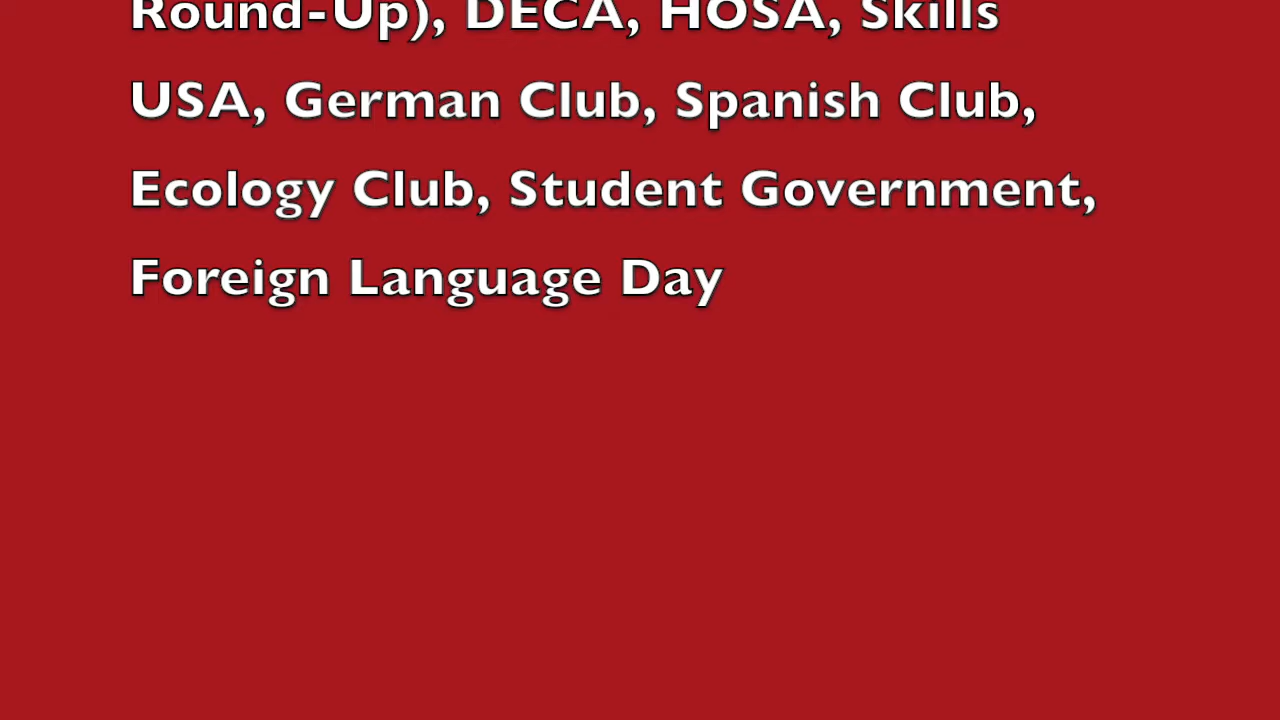 Round-Up), DECA, HOSA, Skills
USA, German Club, Spanish Club,
Ecology Club, Student Government,
Foreign Language Day